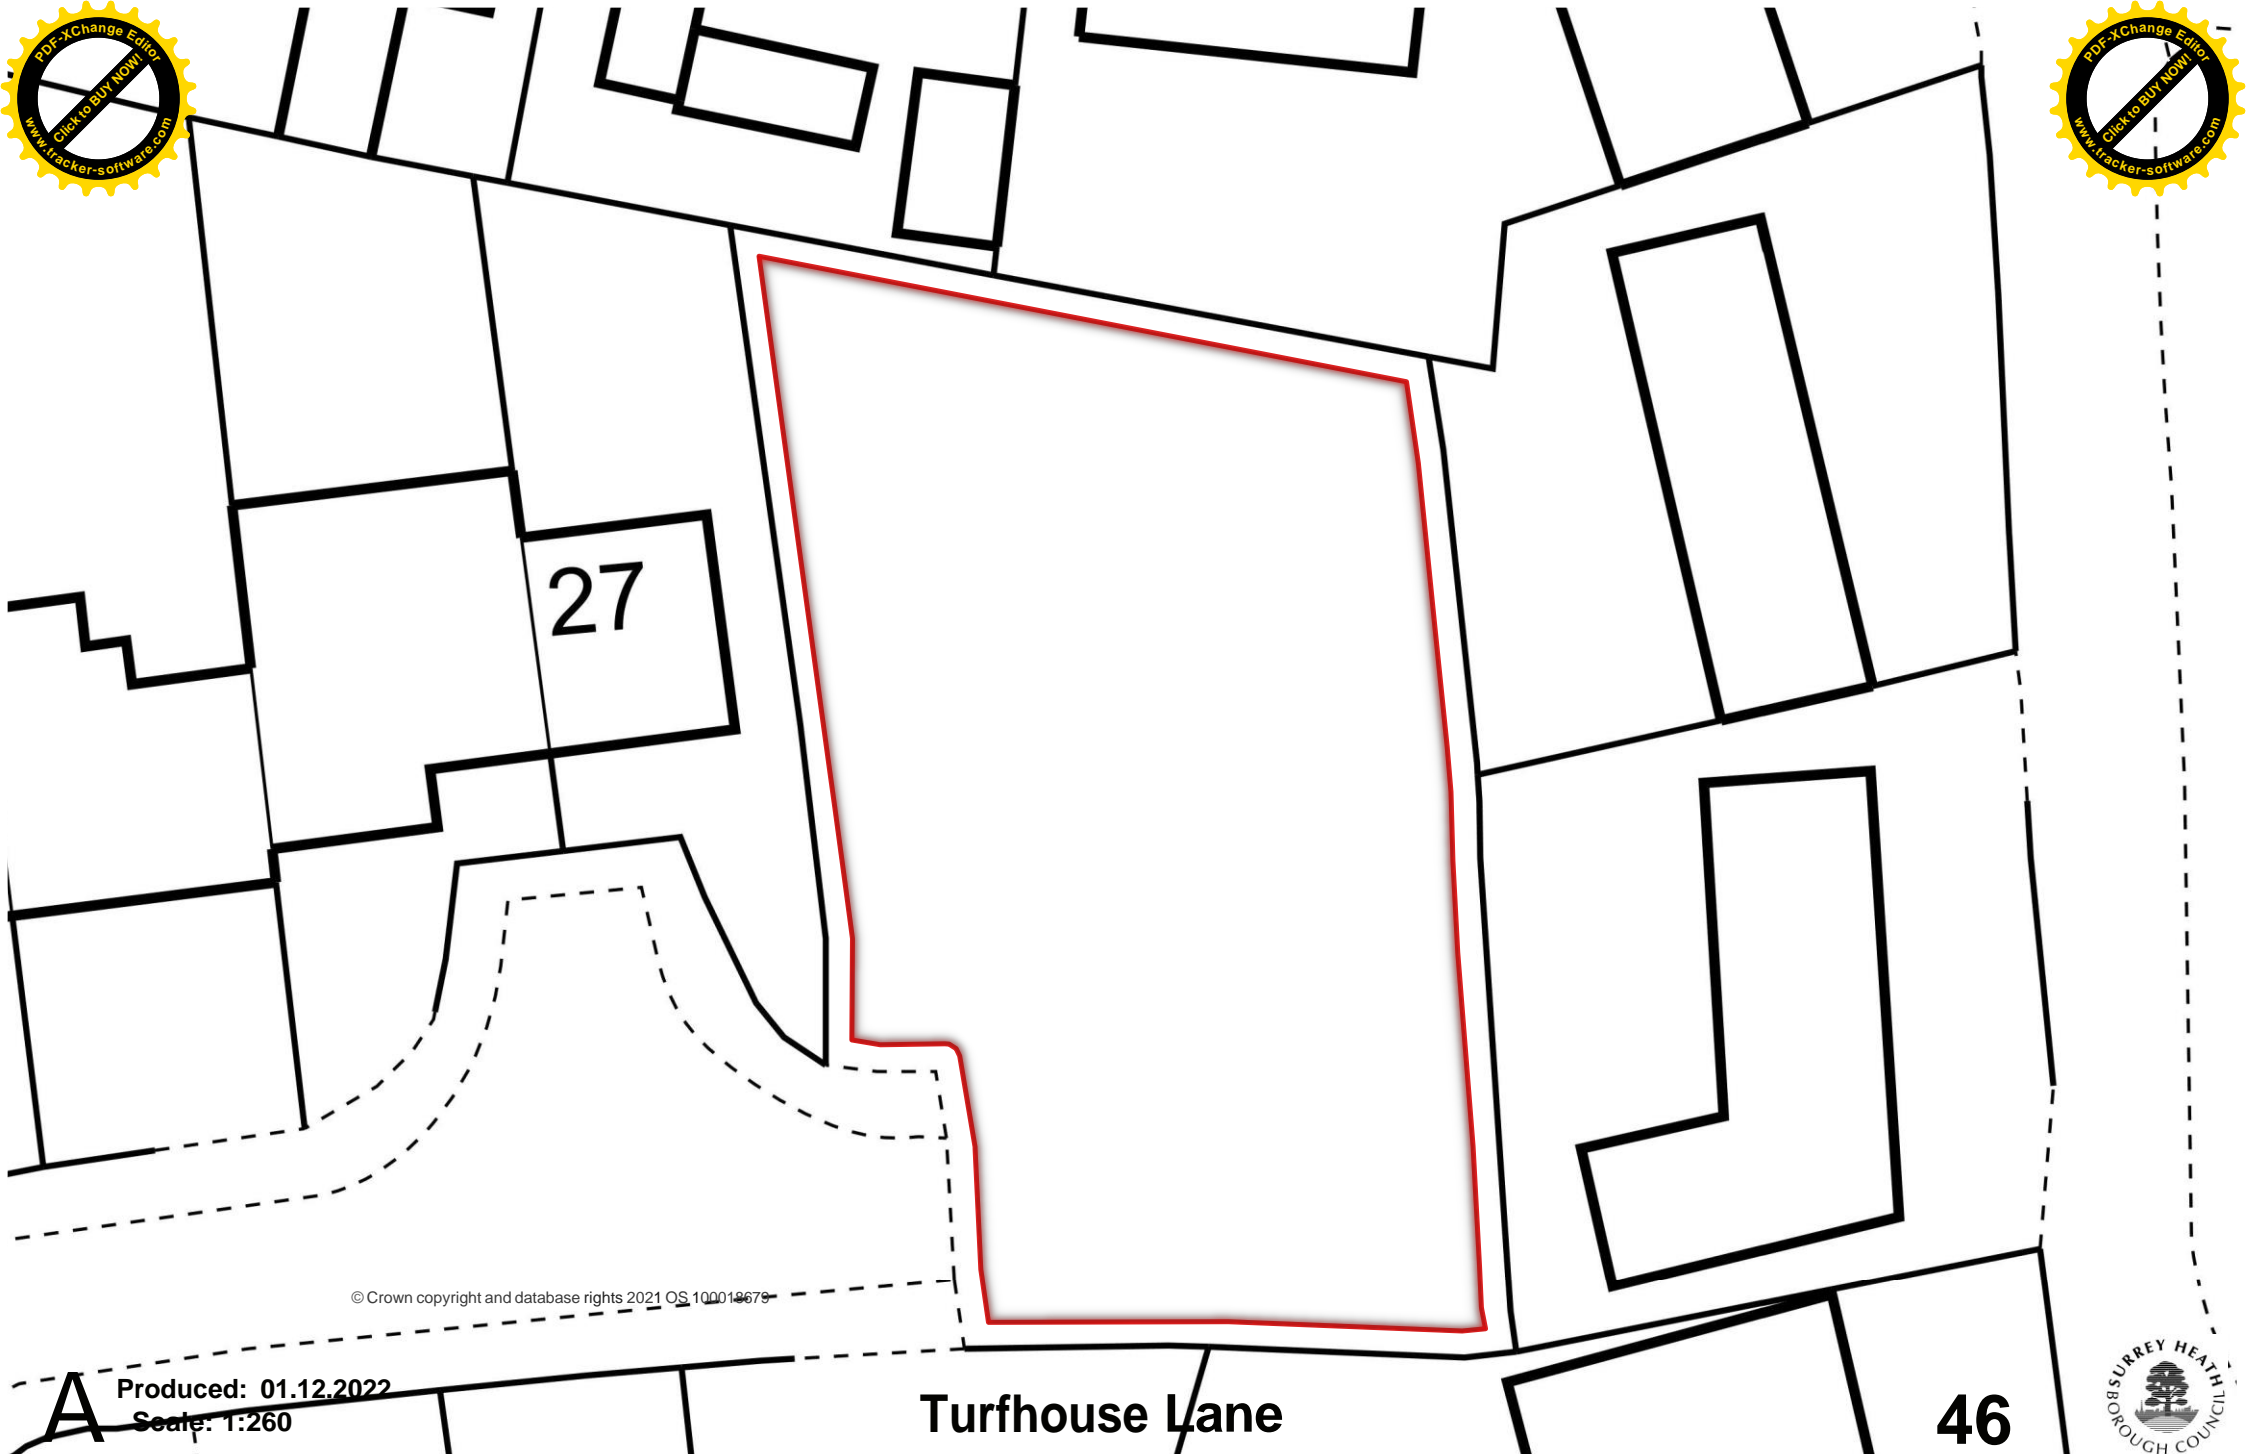 PDF-XChange Editor
Click to BUY NOW!
www.tracker-software.com
PDF-XChange Editor
Click to BUY NOW!
www.tracker-software.com
27
© Crown copyright and database rights 2021 OS 100018679
A
Produced: 01.12.2022
Scale: 1:260
Turfhouse Lane
46
SURREY HEATH
BOROUGH COUNCIL